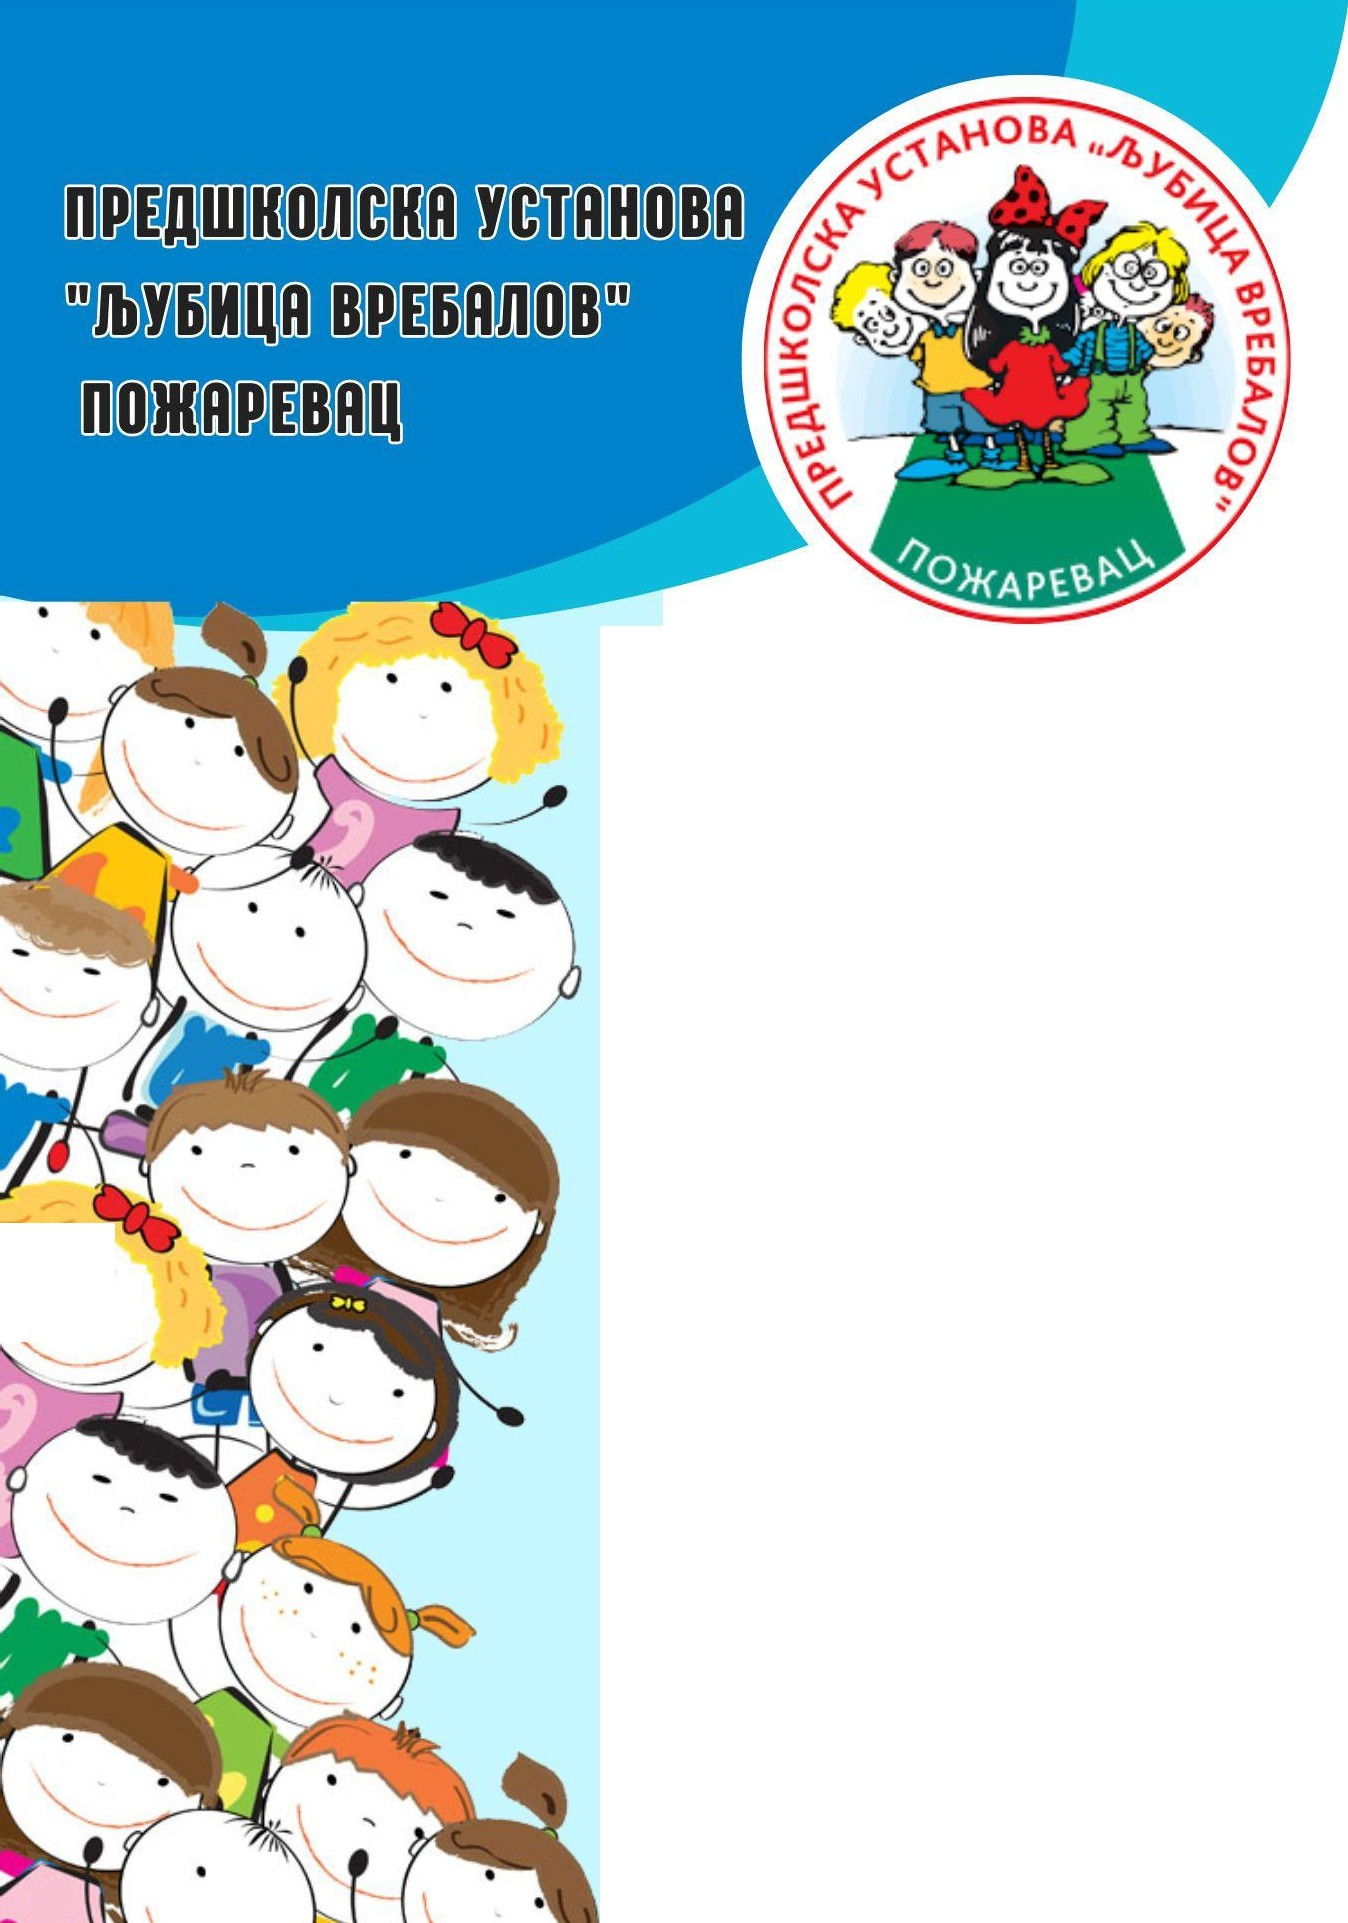 ПРЕДШКОЛСКА УСТАНОВА
"ЉУБИЦА ВРЕБАЛОВ"
ПОЖАРЕВАЦ
ПРЕДШКОЛСКА УСТАНОВА „ЉУБИЦА ВРЕБАЛОВ“
ПОЖАРЕВАЦ